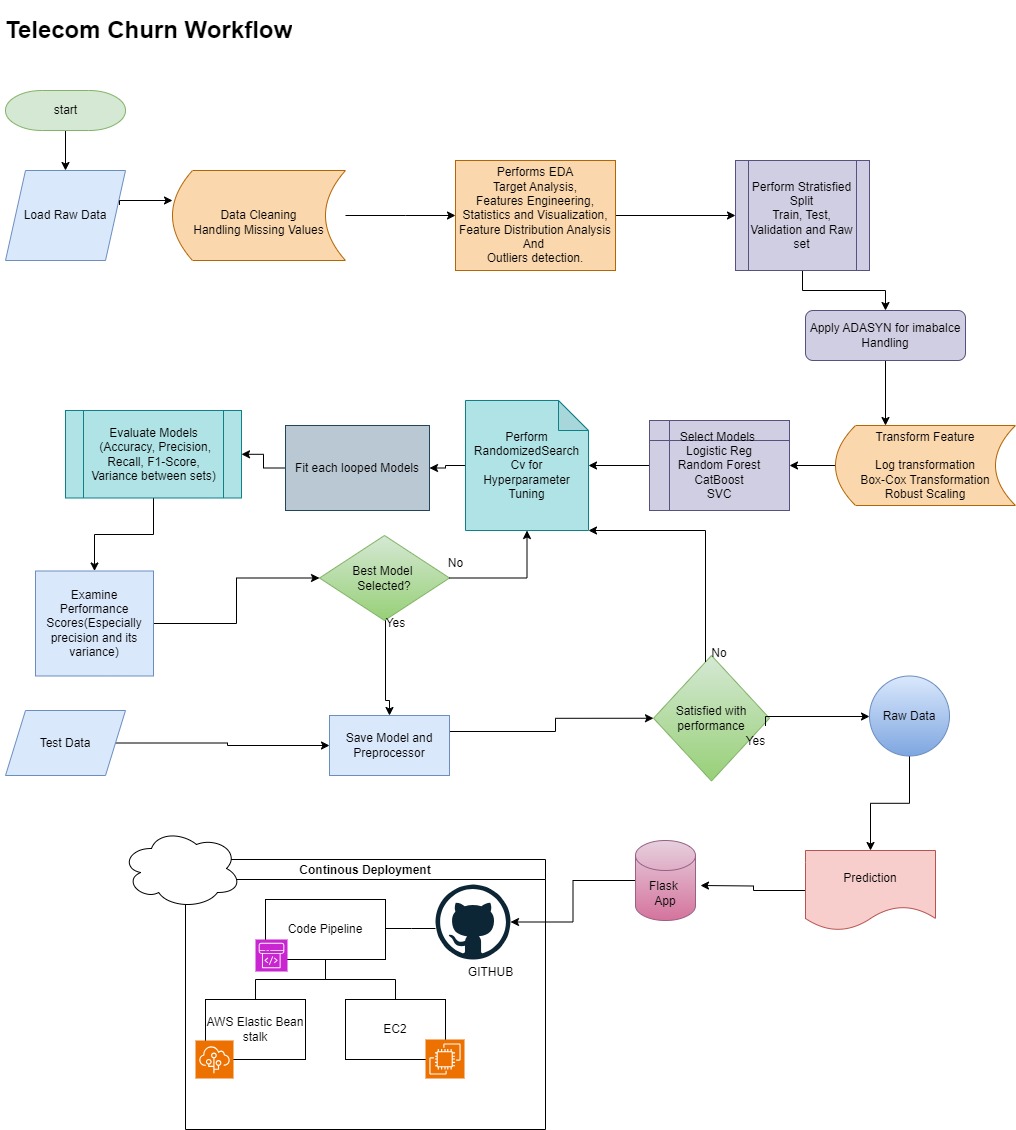 Telecom Churn Workflow
start
Load Raw Data
Data Cleaning
Handling Missing Values
Performs EDA
Target Analysis,
Features Engineering,
Statistics and Visualization,
Feature Distribution Analysis
And
Outliers detection.
Perform Stratisfied
Split
Train, Test,
Validation and Raw
set
Apply ADASYN for imabalce
Handling
Transform Feature
Log transformation
Box-Cox Transformation
Robust Scaling
Select Models
Logistic Reg
Random Forest
CatBoost
SVC
Perform
RandomizedSearch
Cv for
Hyperparameter
Tuning
Fit each looped Models
Evaluate Models
(Accuracy, Precision,
Recall, F1-Score,
Variance between sets)
Examine
Performance
Scores(Especially
precision and its
variance)
Best Model
Selected?
No
Yes
Test Data
Save Model and
Preprocessor
Satisfied with
performance
No
Yes
Raw Data
Prediction
Flask
App
Continous Deployment
Code Pipeline
GITHUB
AWS Elastic Bean
stalk
EC2